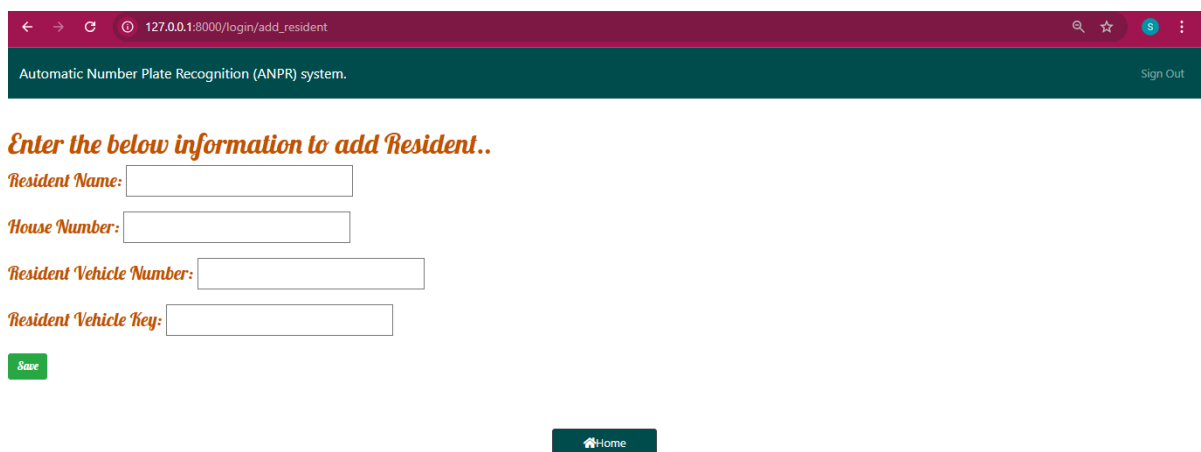 127.0.0.1:8000/login/add_resident
S
Automatic Number Plate Recognition (ANPR) system.
Sign Out
Enter the below information to add Resident..
Resident Name:
House Number:
Resident Vehicle Number:
Resident Vehicle Key:
Save
Home